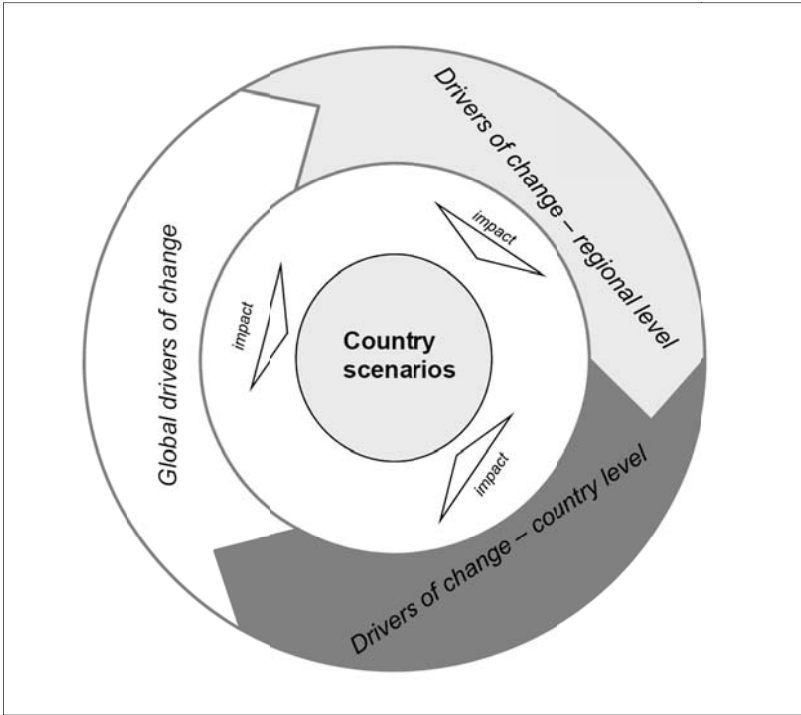 Drivers of change – regional level
impact
Global drivers of change
impact
Country
scenarios
impact
Drivers of change – country level